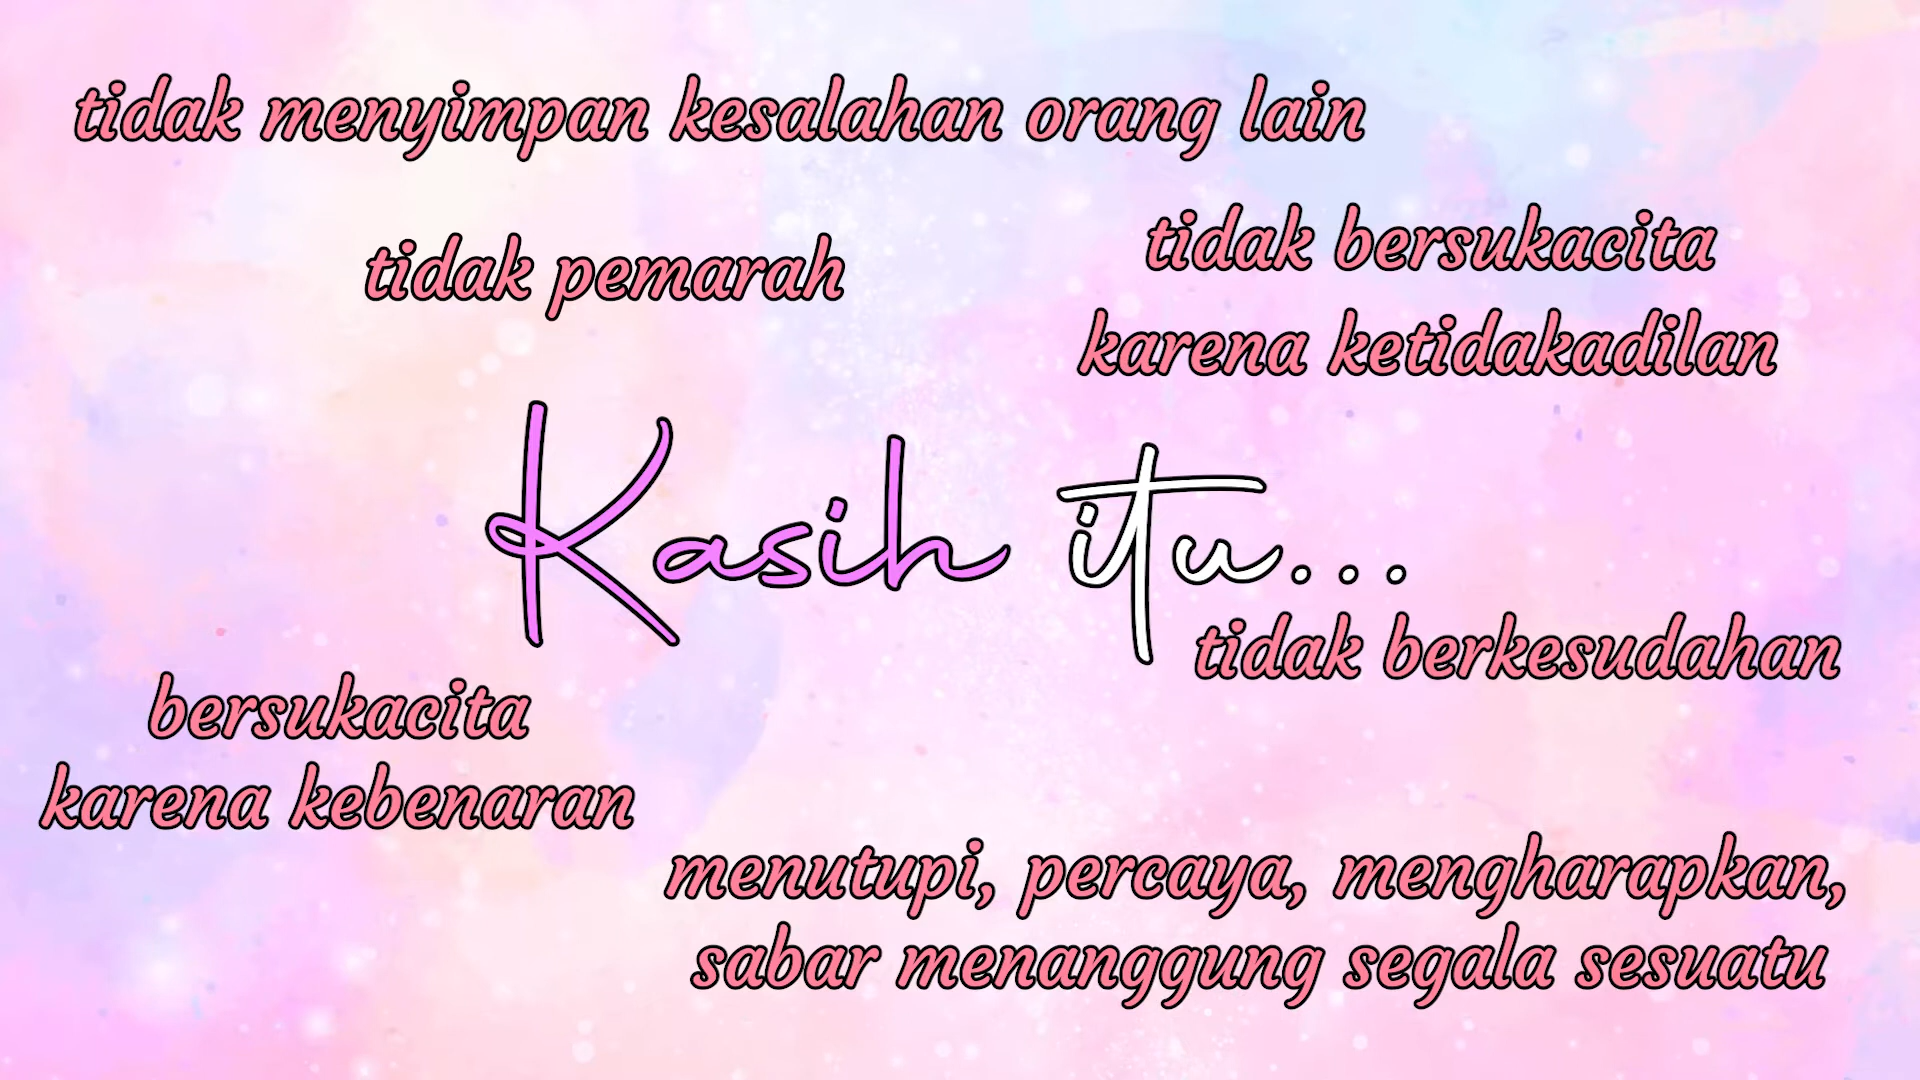 tidak menyimpan kesalahan orang lain
tidak pemarah
tidak bersukacita
karena ketidakadilan
Kasih itu...
tidak berkesudahan
bersukacita
karena kebenaran
menutupi, percaya, mengharapkan,
sabar menanggung segala sesuatu